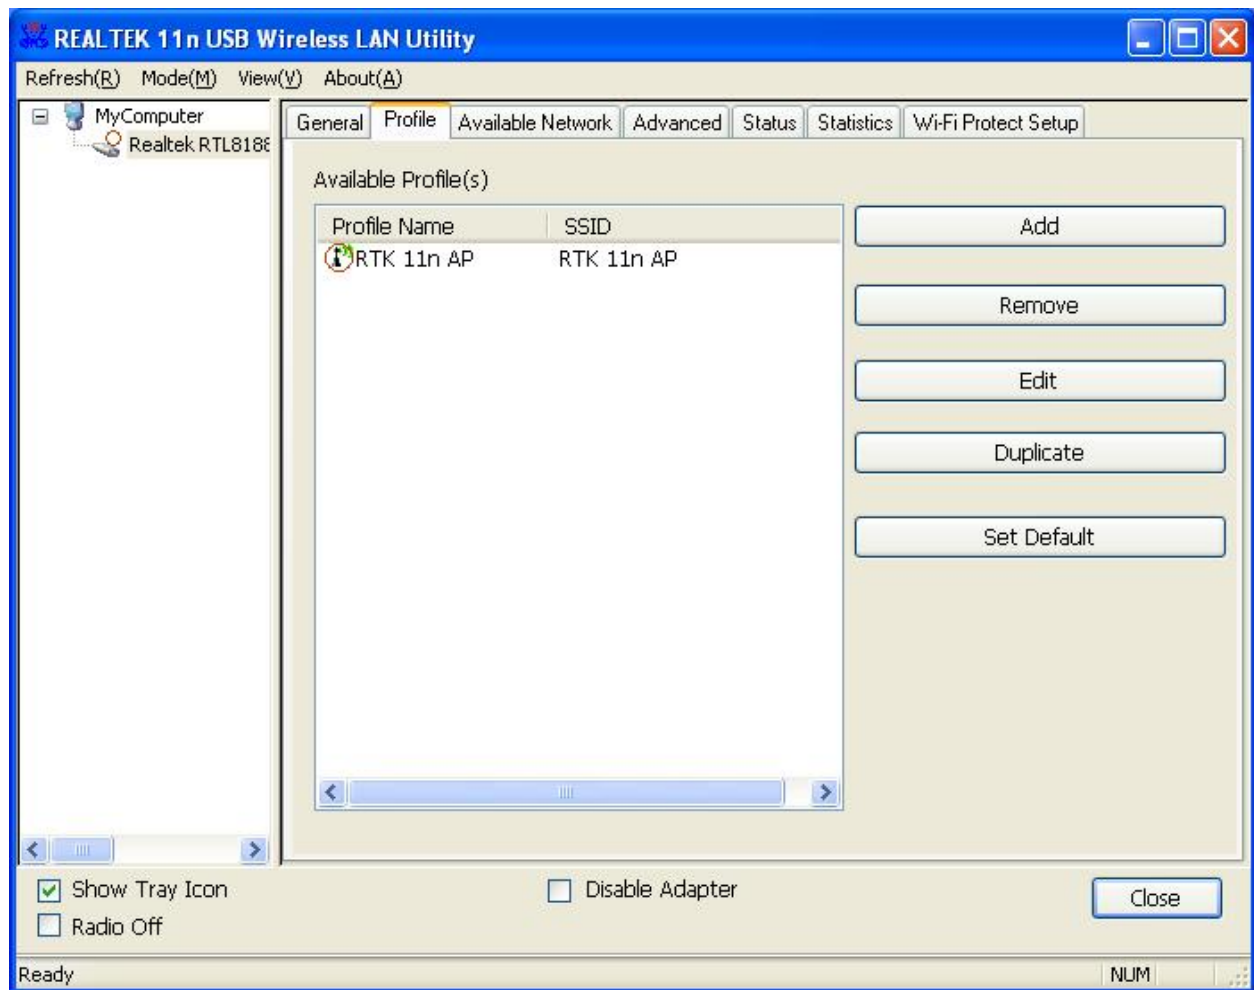 REALTEK 11n USB Wireless LAN Utility
Refresh(R) Mode(M) View(V) About(A)
MyComputer
Realtek RTL8188
General Profile Available Network Advanced Status Statistics Wi-Fi Protect Setup
Available Profile(s)
Profile Name SSID
RTK 11n AP RTK 11n AP
Add
Remove
Edit
Duplicate
Set Default
Show Tray Icon
Radio Off
Disable Adapter
Close
Ready
NUM